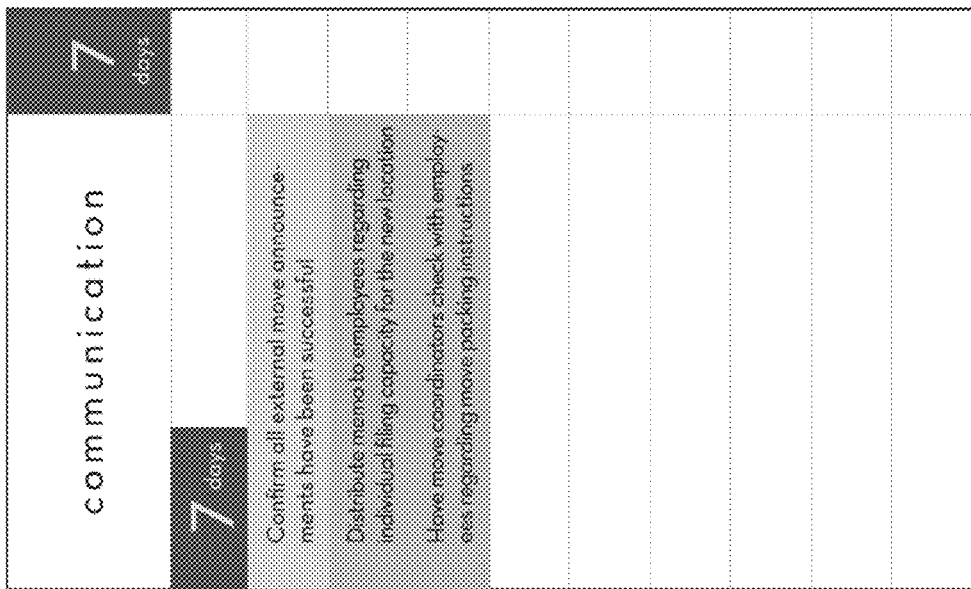 communication
7
days
7 days
Confirm all external move announce-
ments have been successful
Distribute memo to employees regarding
individual filing capacity for the new location
Have move coordinators check with employ
ees regarding move packing instructions